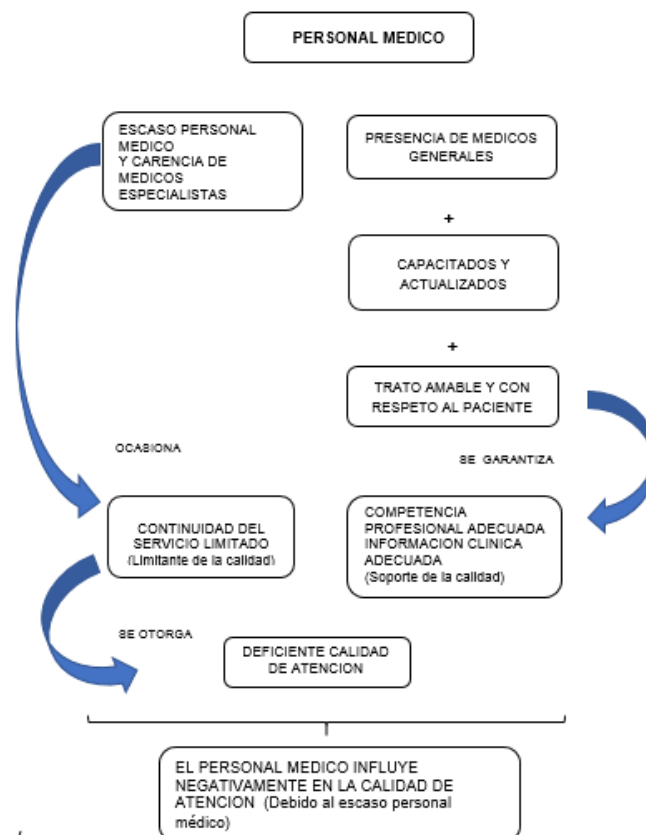 PERSONAL MEDICO
ESCASO PERSONAL
MEDICO
Y CARENCIA DE
MEDICOS
ESPECIALISTAS
PRESENCIA DE MEDICOS
GENERALES
+
CAPACITADOS Y
ACTUALIZADOS
+
TRATO AMABLE Y CON
RESPETO AL PACIENTE
OCASIONA
SE GARANTIZA
CONTINUIDAD DEL
SERVICIO LIMITADO
(Limitante de la calidad)
COMPETENCIA
PROFESIONAL ADECUADA
INFORMACION CLINICA
ADECUADA
(Soporte de la calidad)
SE OTORGA
DEFICIENTE CALIDAD
DE ATENCION
EL PERSONAL MEDICO INFLUYE
NEGATIVAMENTE EN LA CALIDAD DE
ATENCION (Debido al escaso personal
médico)